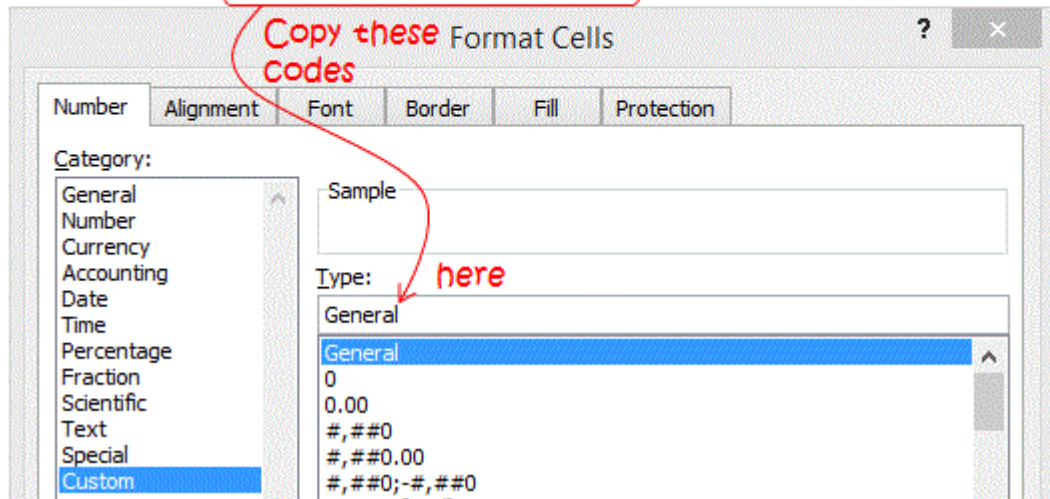 Copy these
codes
Format Cells
?
Number Alignment Font Border Fill Protection
Category:
General
Number
Currency
Accounting
Date
Time
Percentage
Fraction
Scientific
Text
Special
Custom
Sample
Type:
here
General
General
0
0.00
#,##0
#,##0.00
#,##0;-#,##0